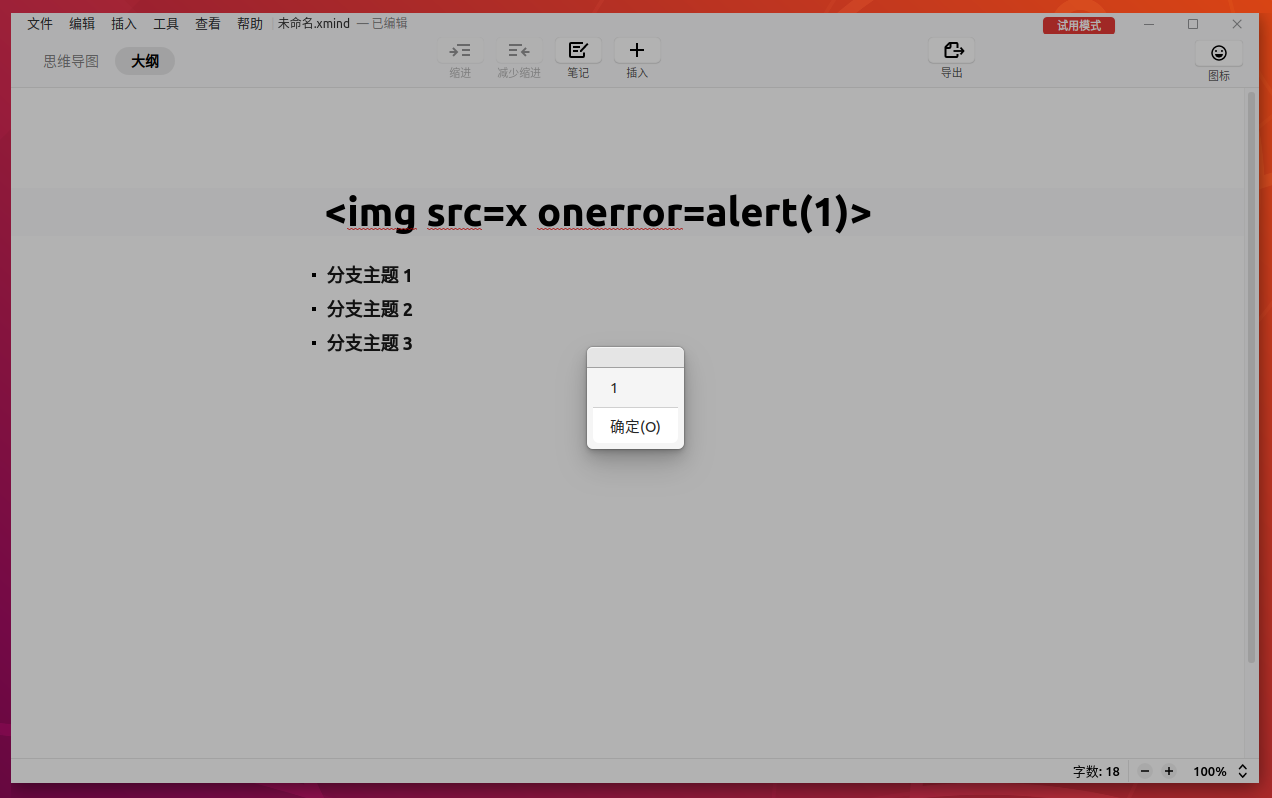 文件 编辑 插入 工具 查看 帮助 未命名.xmind — 已编辑 试用模式
思维导图 大纲 缩进 减少缩进 笔记 插入 导出 图标
<img src=x onerror=alert(1)>
分支主题 1
分支主题 2
分支主题 3
1
确定(O)
字数: 18 100%